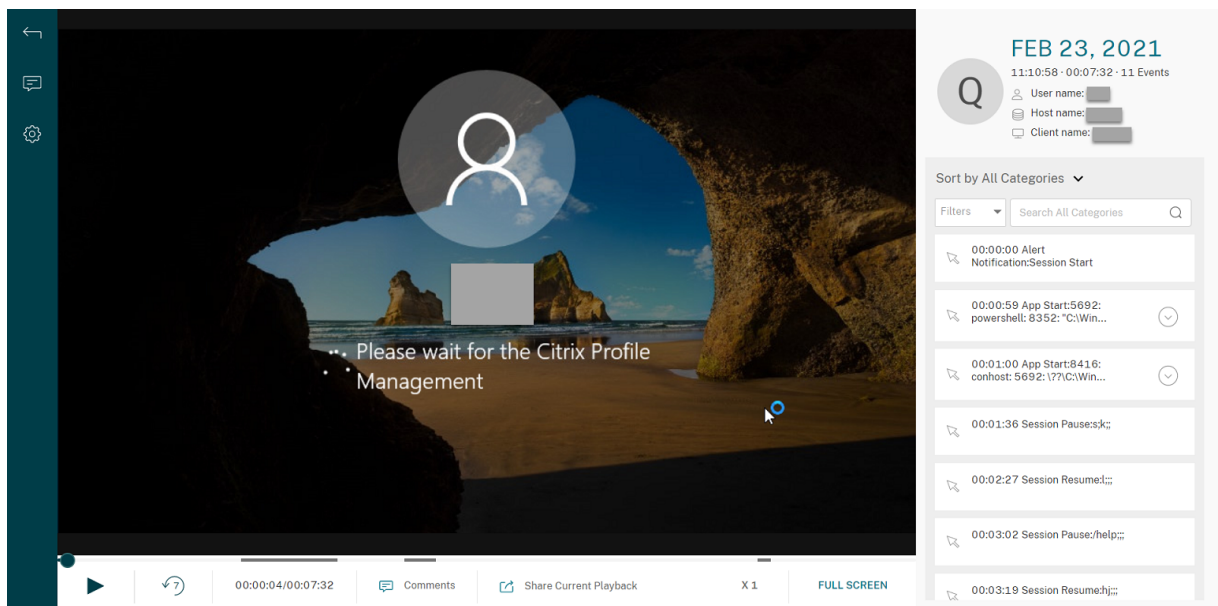 FEB 23, 2021
11:10:58 · 00:07:32 · 11 Events
Q
User name:
Host name:
Client name:
Sort by All Categories
Filters
Search All Categories
00:00:00 Alert
Notification:Session Start
00:00:59 App Start:5692:
powershell: 8352: "C:\Win...
00:01:00 App Start:8416:
conhost: 5692: \??\C:\Win...
00:01:36 Session Pause:s;k;;
00:02:27 Session Resume:l;;;
00:03:02 Session Pause:/help;;;
00:03:19 Session Resume:hj;;;
Please wait for the Citrix Profile
Management
7
00:00:04/00:07:32
Comments
Share Current Playback
X 1
FULL SCREEN